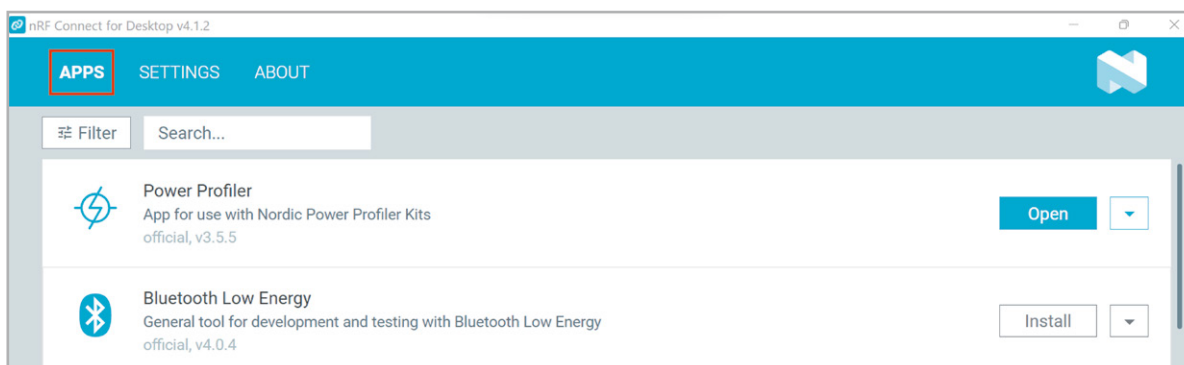 nRF Connect for Desktop v4.1.2
APPS SETTINGS ABOUT
Filter Search...
Power Profiler
App for use with Nordic Power Profiler Kits
official, v3.5.5
Open
Bluetooth Low Energy
General tool for development and testing with Bluetooth Low Energy
official, v4.0.4
Install